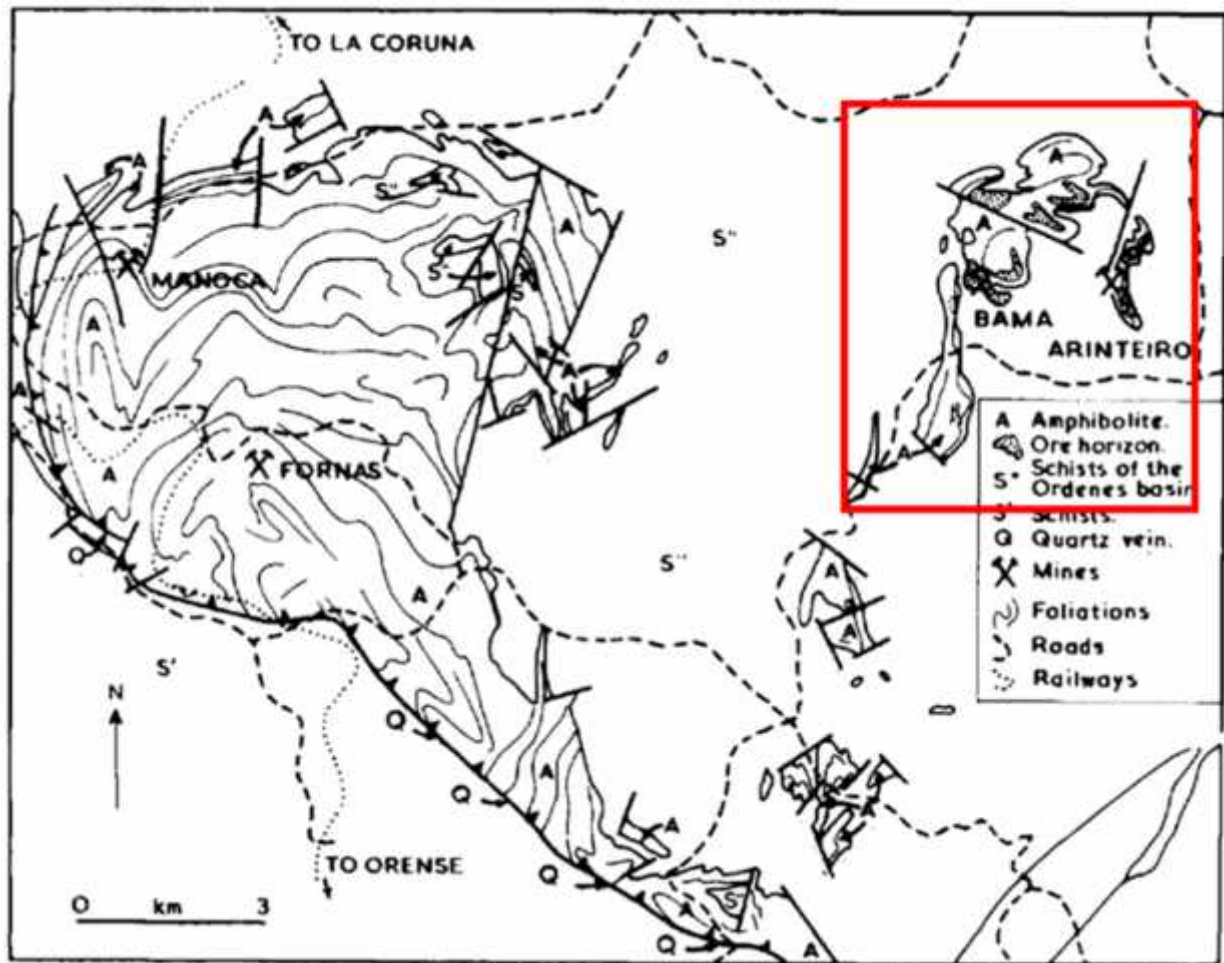 TO LA CORUNA
A
A
A
S"
A
S"
MANOCA
S"
S
A
A
BAMA
ARINTEIRO
A
A
FORNAS
A
A
A
A Amphibolite.
Ore horizon.
S" Schists of the
Ordenes basin
S' Schists.
Q Quartz vein.
Mines
Foliations
Roads
Railways
Q
S"
A
A
A
S'
N
Q
A
Q
A
A
TO ORENSE
Q
S
A
Q
A
O km 3